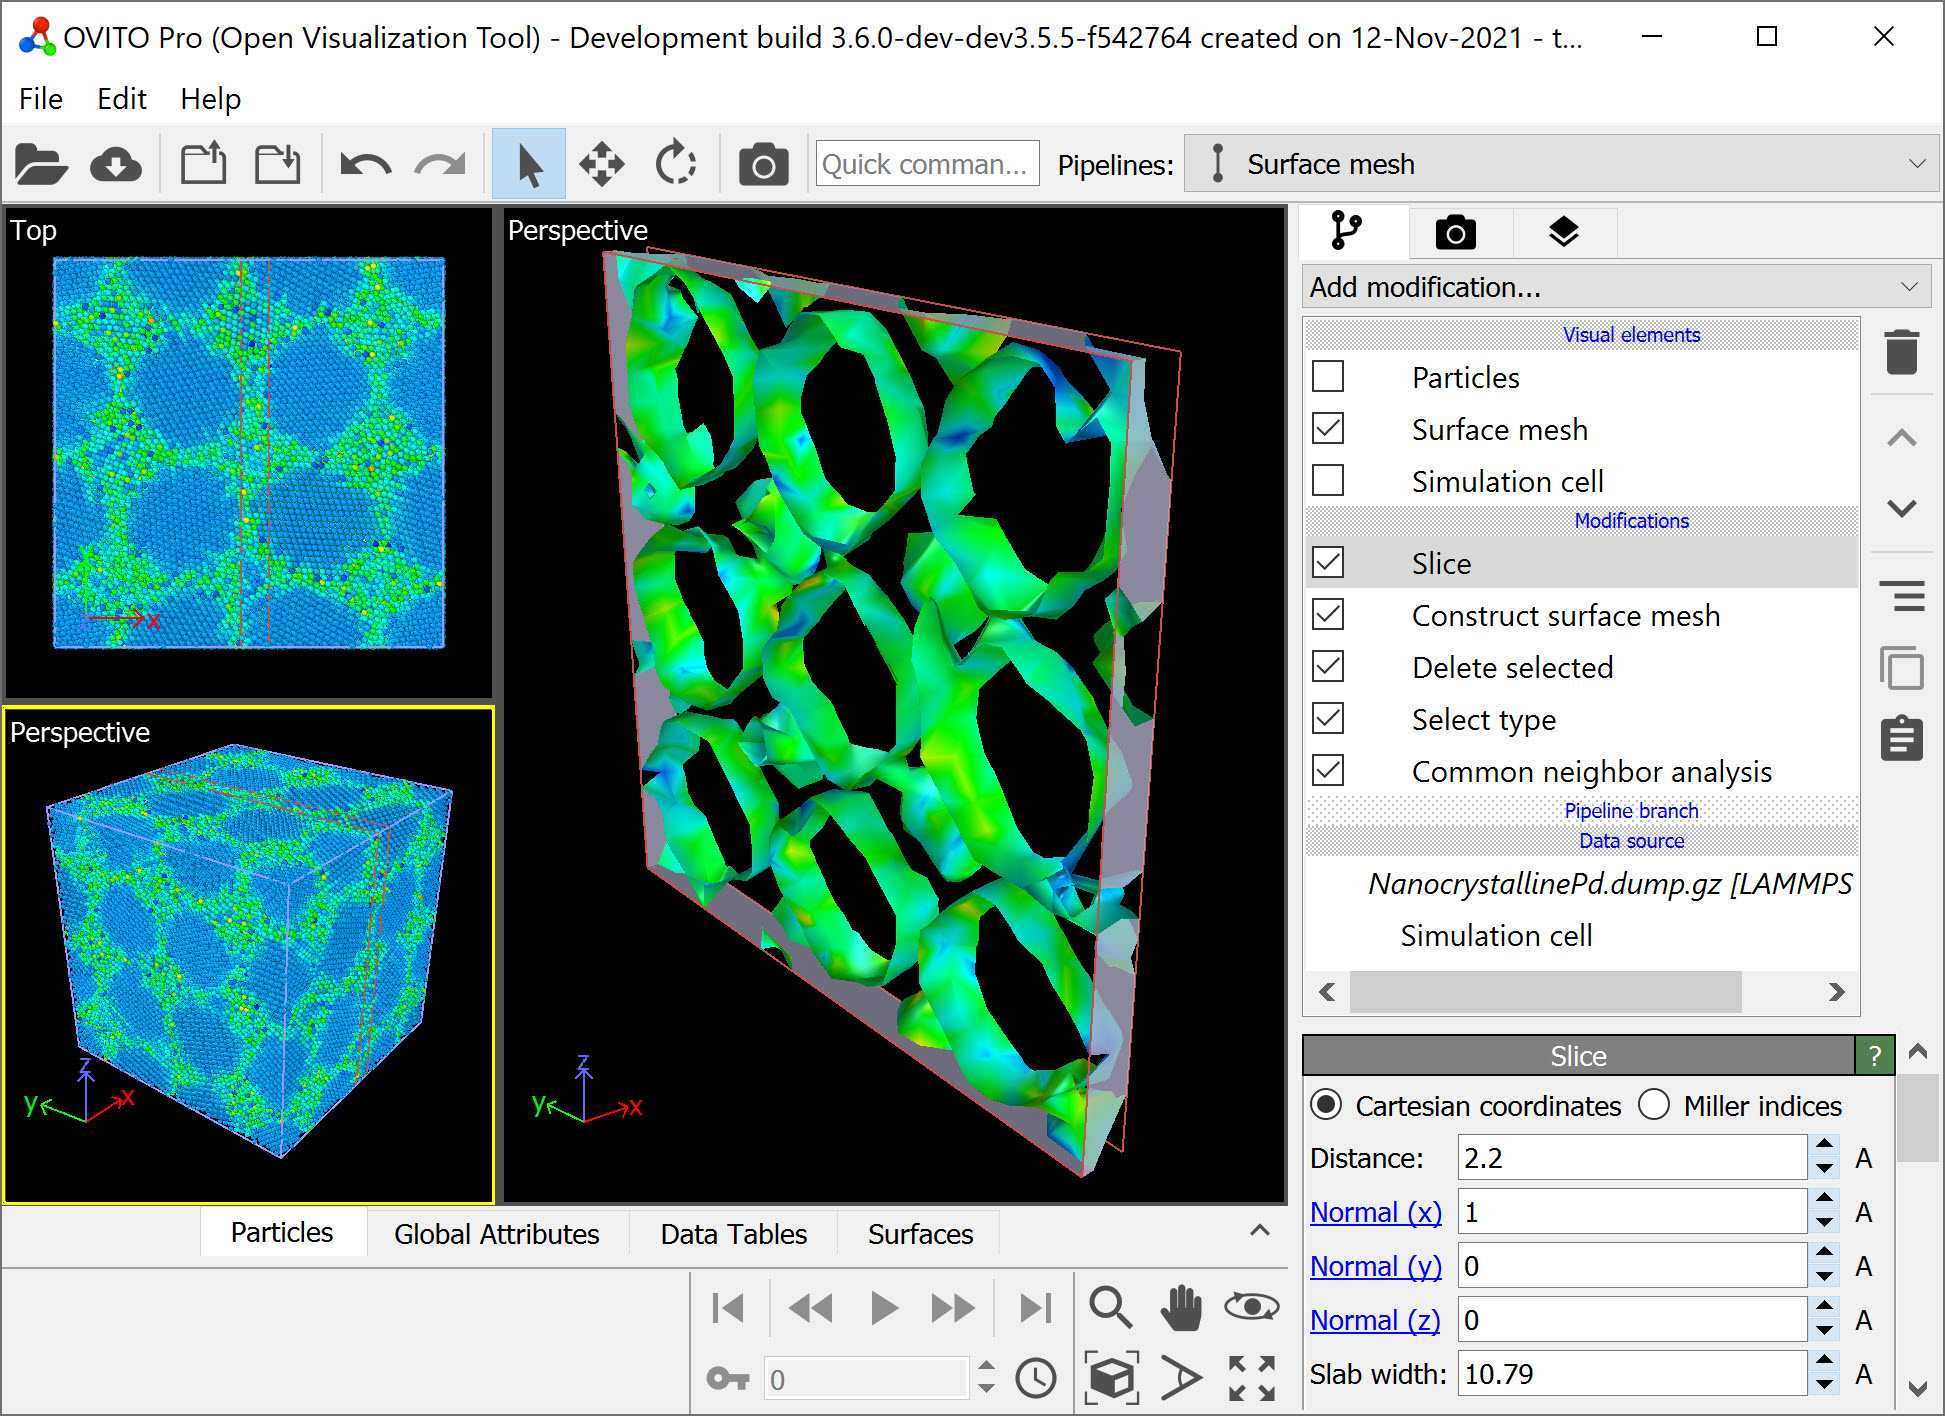 OVITO Pro (Open Visualization Tool) - Development build 3.6.0-dev-dev3.5.5-f542764 created on 12-Nov-2021 - t...
File Edit Help
Quick comman... Pipelines: Surface mesh
Top
x
Perspective
z
y
x
Perspective
z
y
x
Add modification...
Visual elements
Particles
Surface mesh
Simulation cell
Modifications
Slice
Construct surface mesh
Delete selected
Select type
Common neighbor analysis
Pipeline branch
Data source
NanocrystallinePd.dump.gz [LAMMPS
Simulation cell
Slice ?
Cartesian coordinates Miller indices
Distance: 2.2 A
Normal (x) 1 A
Normal (y) 0 A
Normal (z) 0 A
Slab width: 10.79 A
Particles Global Attributes Data Tables Surfaces
0